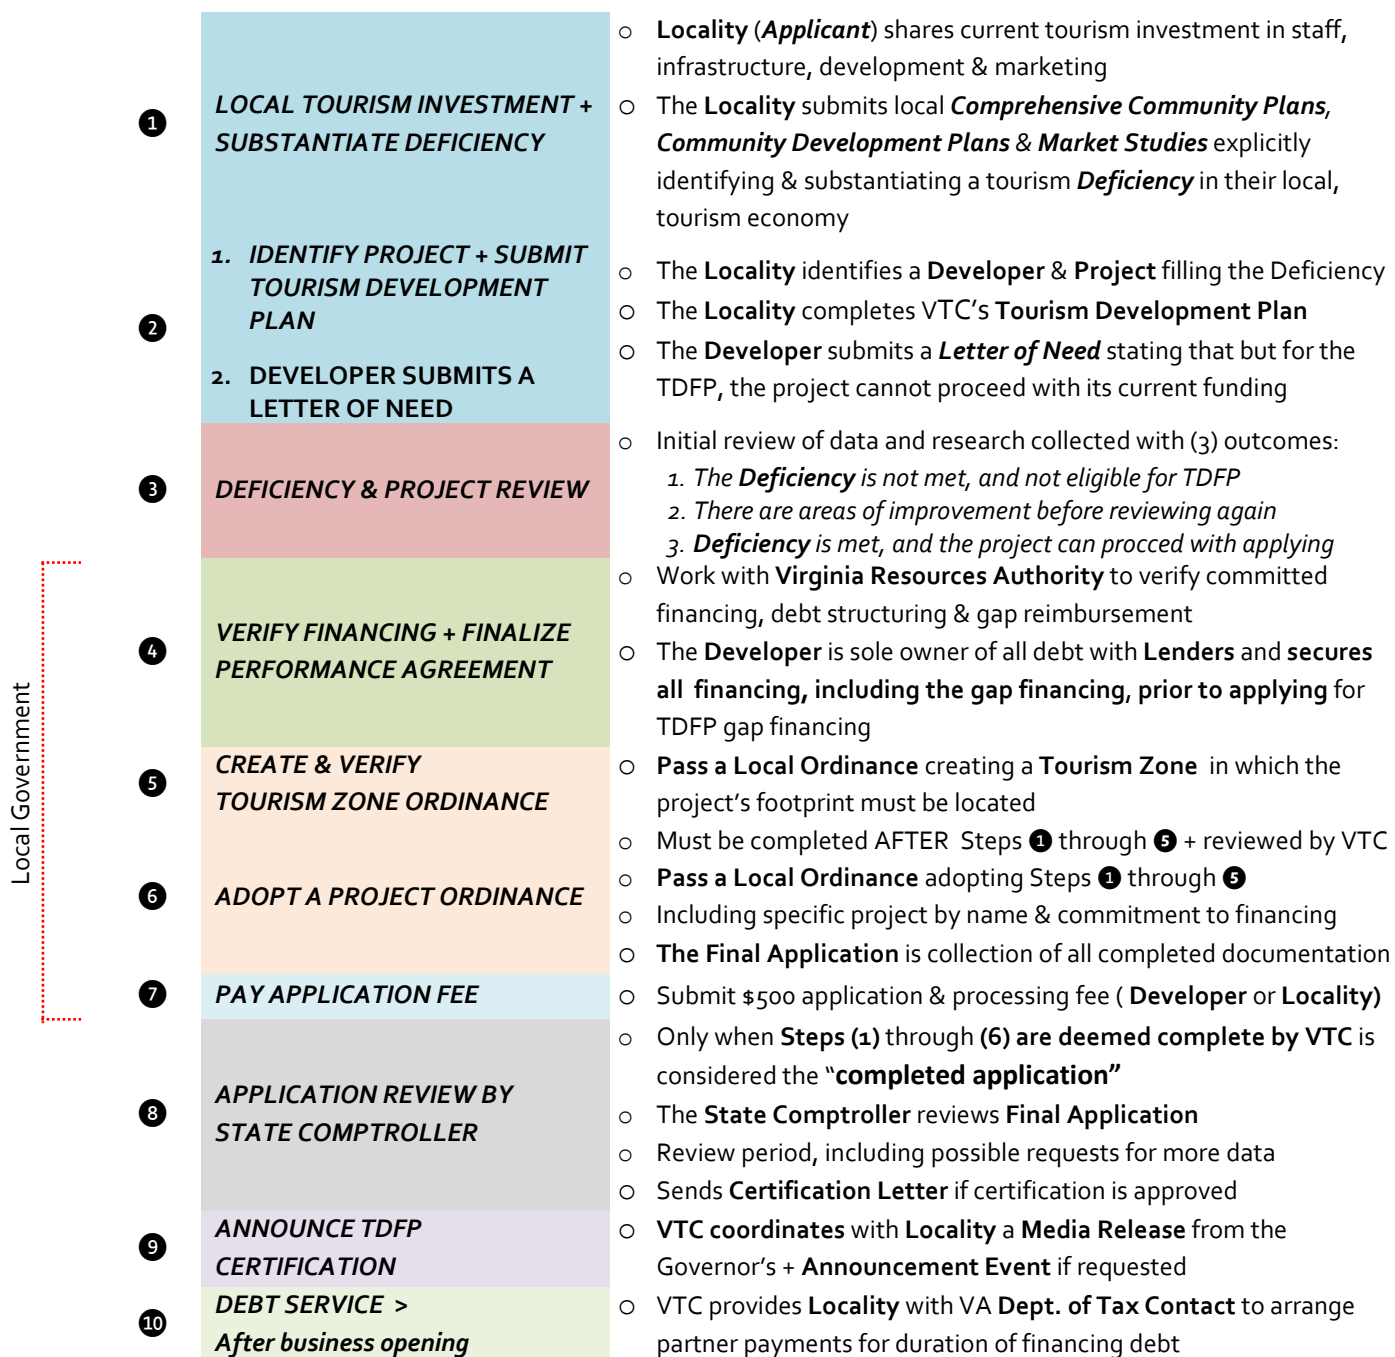 ❶
LOCAL TOURISM INVESTMENT +
SUBSTANTIATE DEFICIENCY
o Locality (Applicant) shares current tourism investment in staff,
infrastructure, development & marketing
o The Locality submits local Comprehensive Community Plans,
Community Development Plans & Market Studies explicitly
identifying & substantiating a tourism Deficiency in their local,
tourism economy
❷
1. IDENTIFY PROJECT + SUBMIT
TOURISM DEVELOPMENT
PLAN
2. DEVELOPER SUBMITS A
LETTER OF NEED
o The Locality identifies a Developer & Project filling the Deficiency
o The Locality completes VTC's Tourism Development Plan
o The Developer submits a Letter of Need stating that but for the
TDFP, the project cannot proceed with its current funding
❸
DEFICIENCY & PROJECT REVIEW
o Initial review of data and research collected with (3) outcomes:
1. The Deficiency is not met, and not eligible for TDFP
2. There are areas of improvement before reviewing again
3. Deficiency is met, and the project can procced with applying
Local Government
❹
VERIFY FINANCING + FINALIZE
PERFORMANCE AGREEMENT
o Work with Virginia Resources Authority to verify committed
financing, debt structuring & gap reimbursement
o The Developer is sole owner of all debt with Lenders and secures
all financing, including the gap financing, prior to applying for
TDFP gap financing
❺
CREATE & VERIFY
TOURISM ZONE ORDINANCE
o Pass a Local Ordinance creating a Tourism Zone in which the
project's footprint must be located
o Must be completed AFTER Steps ❶ through ❺ + reviewed by VTC
❻
ADOPT A PROJECT ORDINANCE
o Pass a Local Ordinance adopting Steps ❶ through ❺
o Including specific project by name & commitment to financing
o The Final Application is collection of all completed documentation
❼
PAY APPLICATION FEE
o Submit $500 application & processing fee ( Developer or Locality)
❽
APPLICATION REVIEW BY
STATE COMPTROLLER
o Only when Steps (1) through (6) are deemed complete by VTC is
considered the "completed application"
o The State Comptroller reviews Final Application
o Review period, including possible requests for more data
o Sends Certification Letter if certification is approved
❾
ANNOUNCE TDFP
CERTIFICATION
o VTC coordinates with Locality a Media Release from the
Governor's + Announcement Event if requested
❿
DEBT SERVICE >
After business opening
o VTC provides Locality with VA Dept. of Tax Contact to arrange
partner payments for duration of financing debt